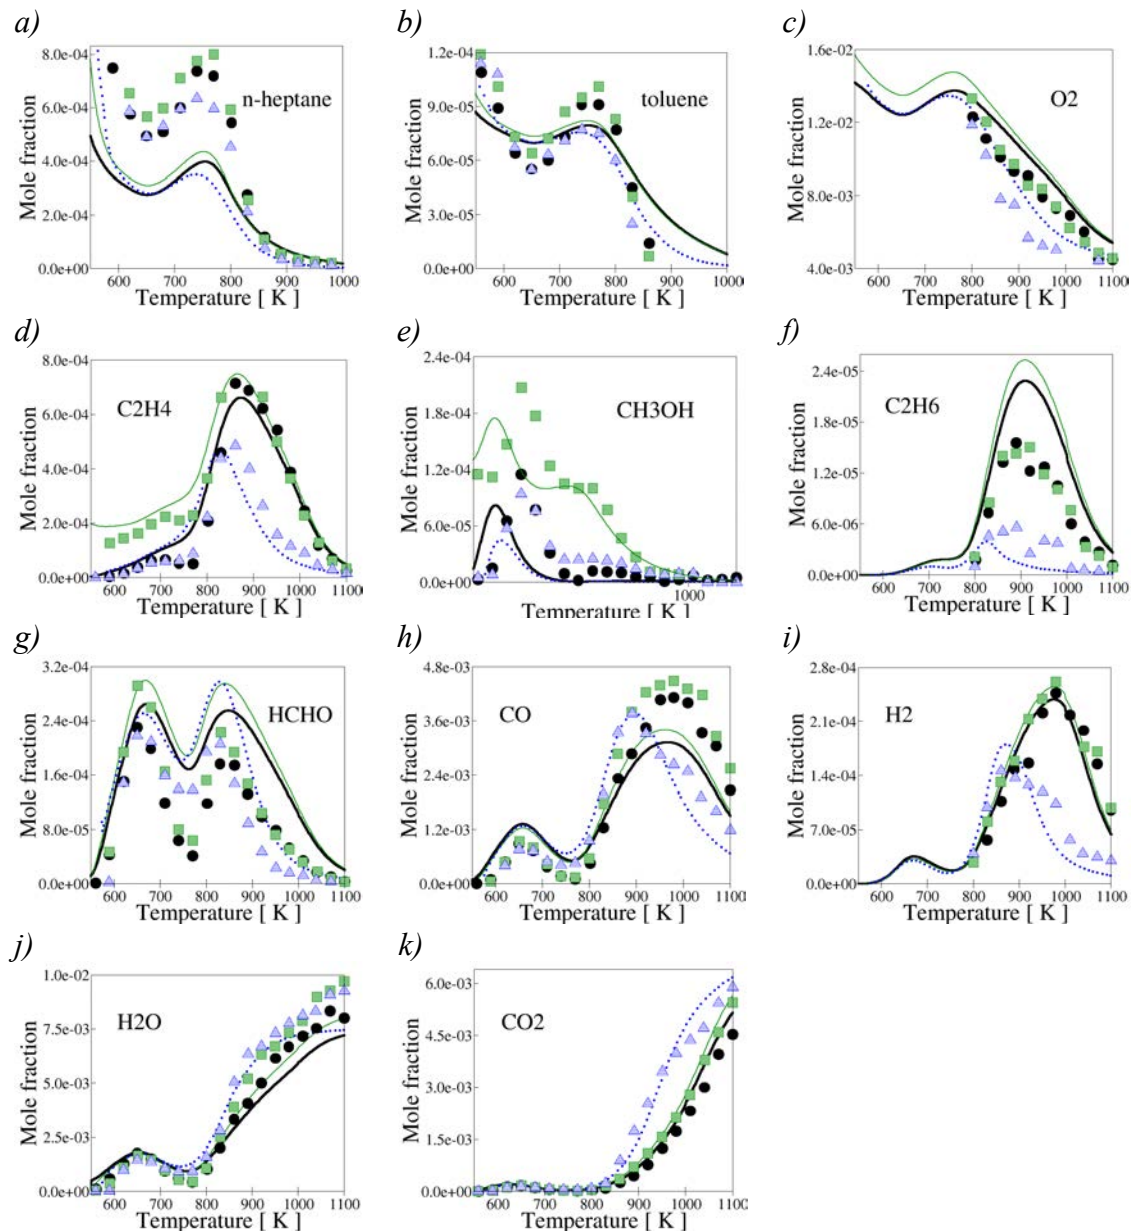 a)
8.0e-04
6.0e-04
4.0e-04
2.0e-04
0.0e+00
Mole fraction
n-heptane
600 700 800 900 1000
Temperature [ K ]
b)
1.2e-04
9.0e-05
6.0e-05
3.0e-05
0.0e+00
Mole fraction
toluene
600 700 800 900 1000
Temperature [ K ]
c)
1.6e-02
1.2e-02
8.0e-03
4.0e-03
Mole fraction
O2
600 700 800 900 1000 1100
Temperature [ K ]
d)
8.0e-04
6.0e-04
4.0e-04
2.0e-04
0.0e+00
Mole fraction
C2H4
600 700 800 900 1000 1100
Temperature [ K ]
e)
2.4e-04
1.8e-04
1.2e-04
6.0e-05
0.0e+00
Mole fraction
CH3OH
1000
Temperature [ K ]
f)
2.4e-05
1.8e-05
1.2e-05
6.0e-06
0.0e+00
Mole fraction
C2H6
600 700 800 900 1000 1100
Temperature [ K ]
g)
3.2e-04
2.4e-04
1.6e-04
8.0e-05
0.0e+00
Mole fraction
HCHO
600 700 800 900 1000 1100
Temperature [ K ]
h)
4.8e-03
3.6e-03
2.4e-03
1.2e-03
0.0e+00
Mole fraction
CO
600 700 800 900 1000 1100
Temperature [ K ]
i)
2.8e-04
2.1e-04
1.4e-04
7.0e-05
0.0e+00
Mole fraction
H2
600 700 800 900 1000 1100
Temperature [ K ]
j)
1.0e-02
7.5e-03
5.0e-03
2.5e-03
0.0e+00
Mole fraction
H2O
600 700 800 900 1000 1100
Temperature [ K ]
k)
6.0e-03
4.5e-03
3.0e-03
1.5e-03
0.0e+00
Mole fraction
CO2
600 700 800 900 1000 1100
Temperature [ K ]